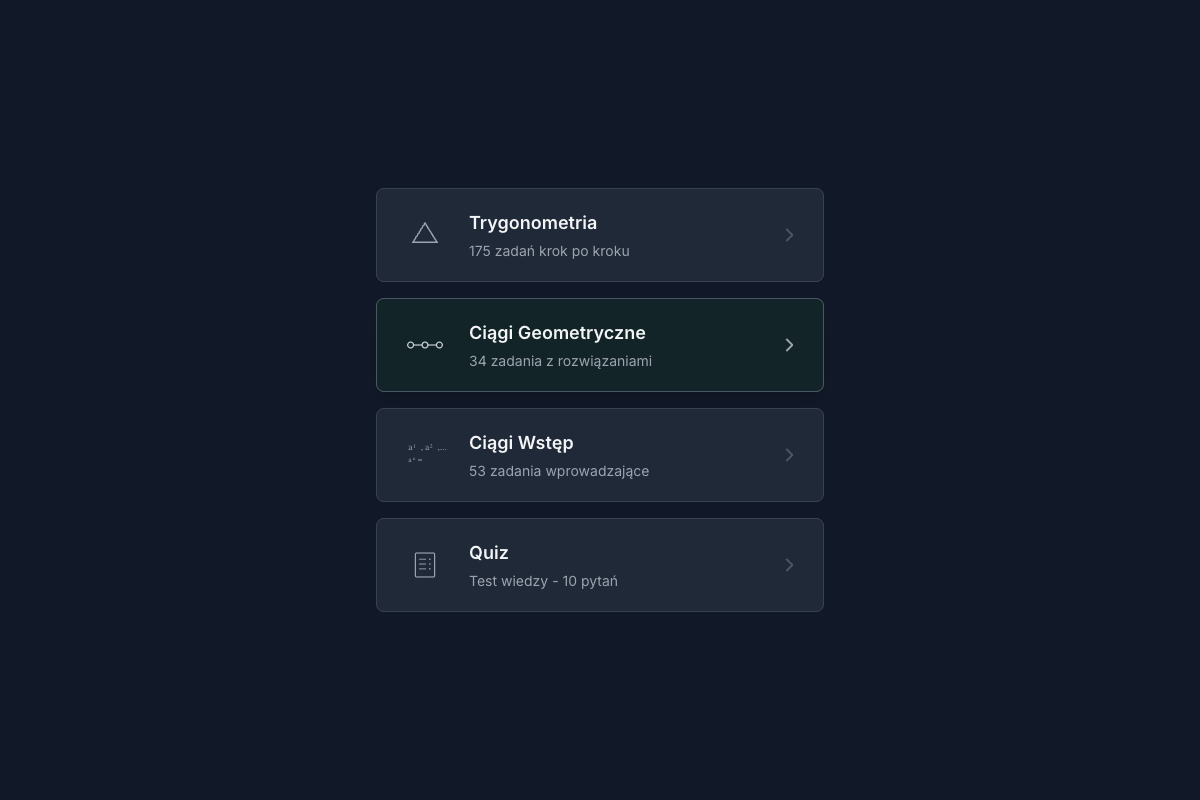 Trygonometria
175 zadań krok po kroku
Ciągi Geometryczne
34 zadania z rozwiązaniami
Ciągi Wstęp
53 zadania wprowadzające
Quiz
Test wiedzy - 10 pytań